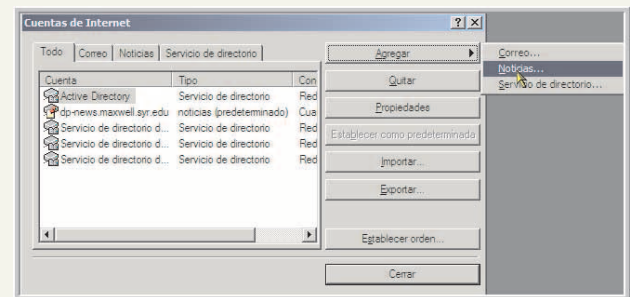 Cuentas de Internet
Todo Correo Noticias Servicio de directorio
Cuenta Tipo Con
Active Directory Servicio de directorio Red
dp-news.maxwell.syr.edu noticias (predeterminado) Cua
Servicio de directorio d... Servicio de directorio Red
Servicio de directorio d... Servicio de directorio Red
Servicio de directorio d... Servicio de directorio Red
Agregar
Quitar
Propiedades
Establecer como predeterminada
Importar...
Exportar...
Establecer orden...
Cerrar
Correo...
Noticias...
Servicio de directorio...